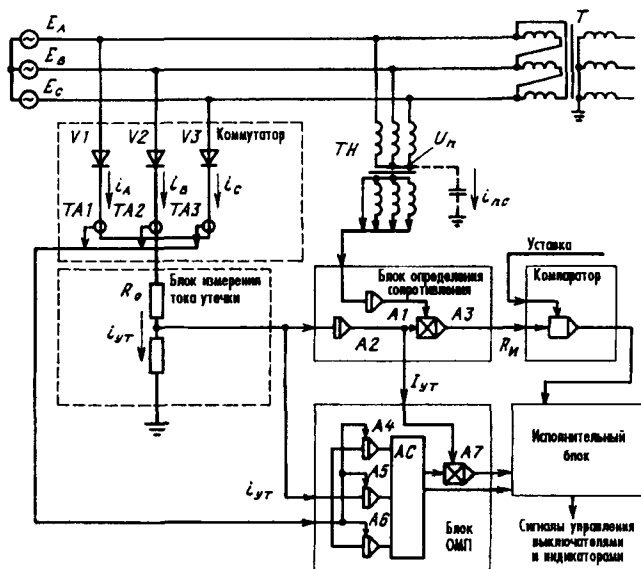 E_A
T
E_B
E_C
V1 V2 V3 Коммутатор
TH
U_п
i_A i_B i_C
i_пс
TA1 TA2 TA3
Уставка
Блок измерения
тока утечки
Блок определения
сопротивления
Компаратор
R_o
A1 A3
i_ут
A2
R_и
I_ут
A4
AC
A7
Исполнительный
блок
A5
i_ут
A6
Блок
ОМП
Сигналы управления
выключателями
и индикаторами